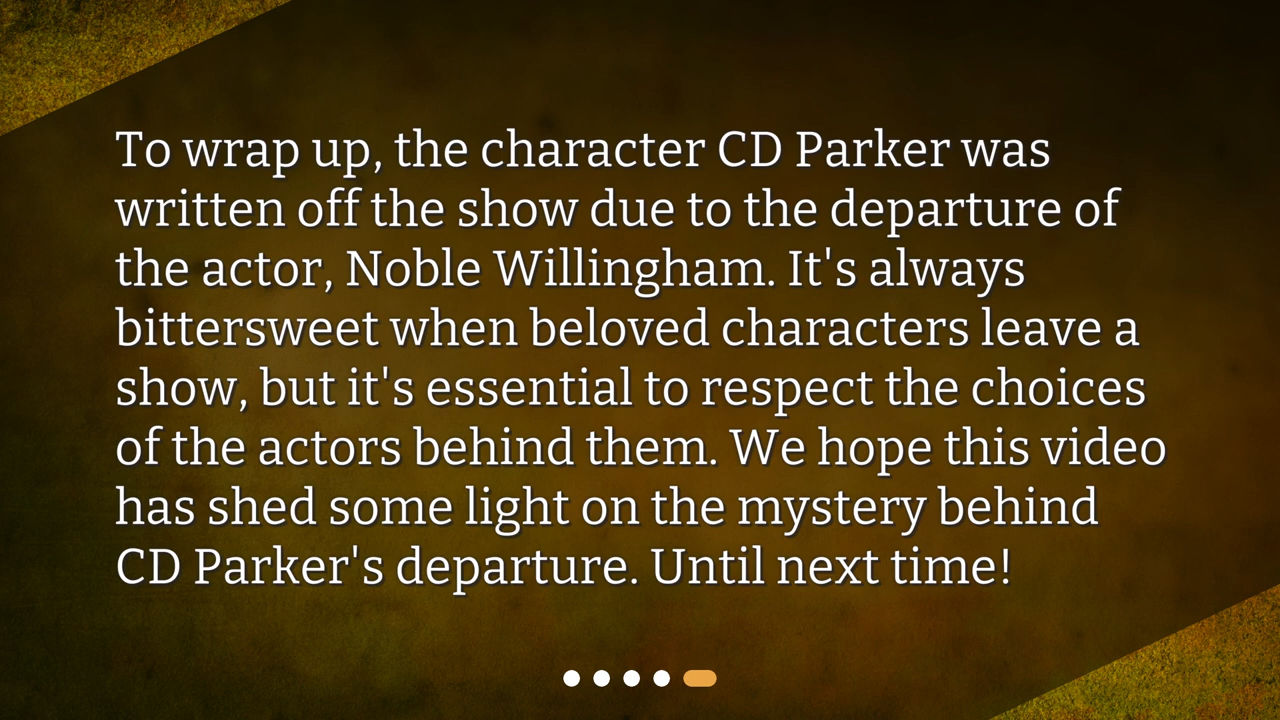 To wrap up, the character CD Parker was
written off the show due to the departure of
the actor, Noble Willingham. It's always
bittersweet when beloved characters leave a
show, but it's essential to respect the choices
of the actors behind them. We hope this video
has shed some light on the mystery behind
CD Parker's departure. Until next time!